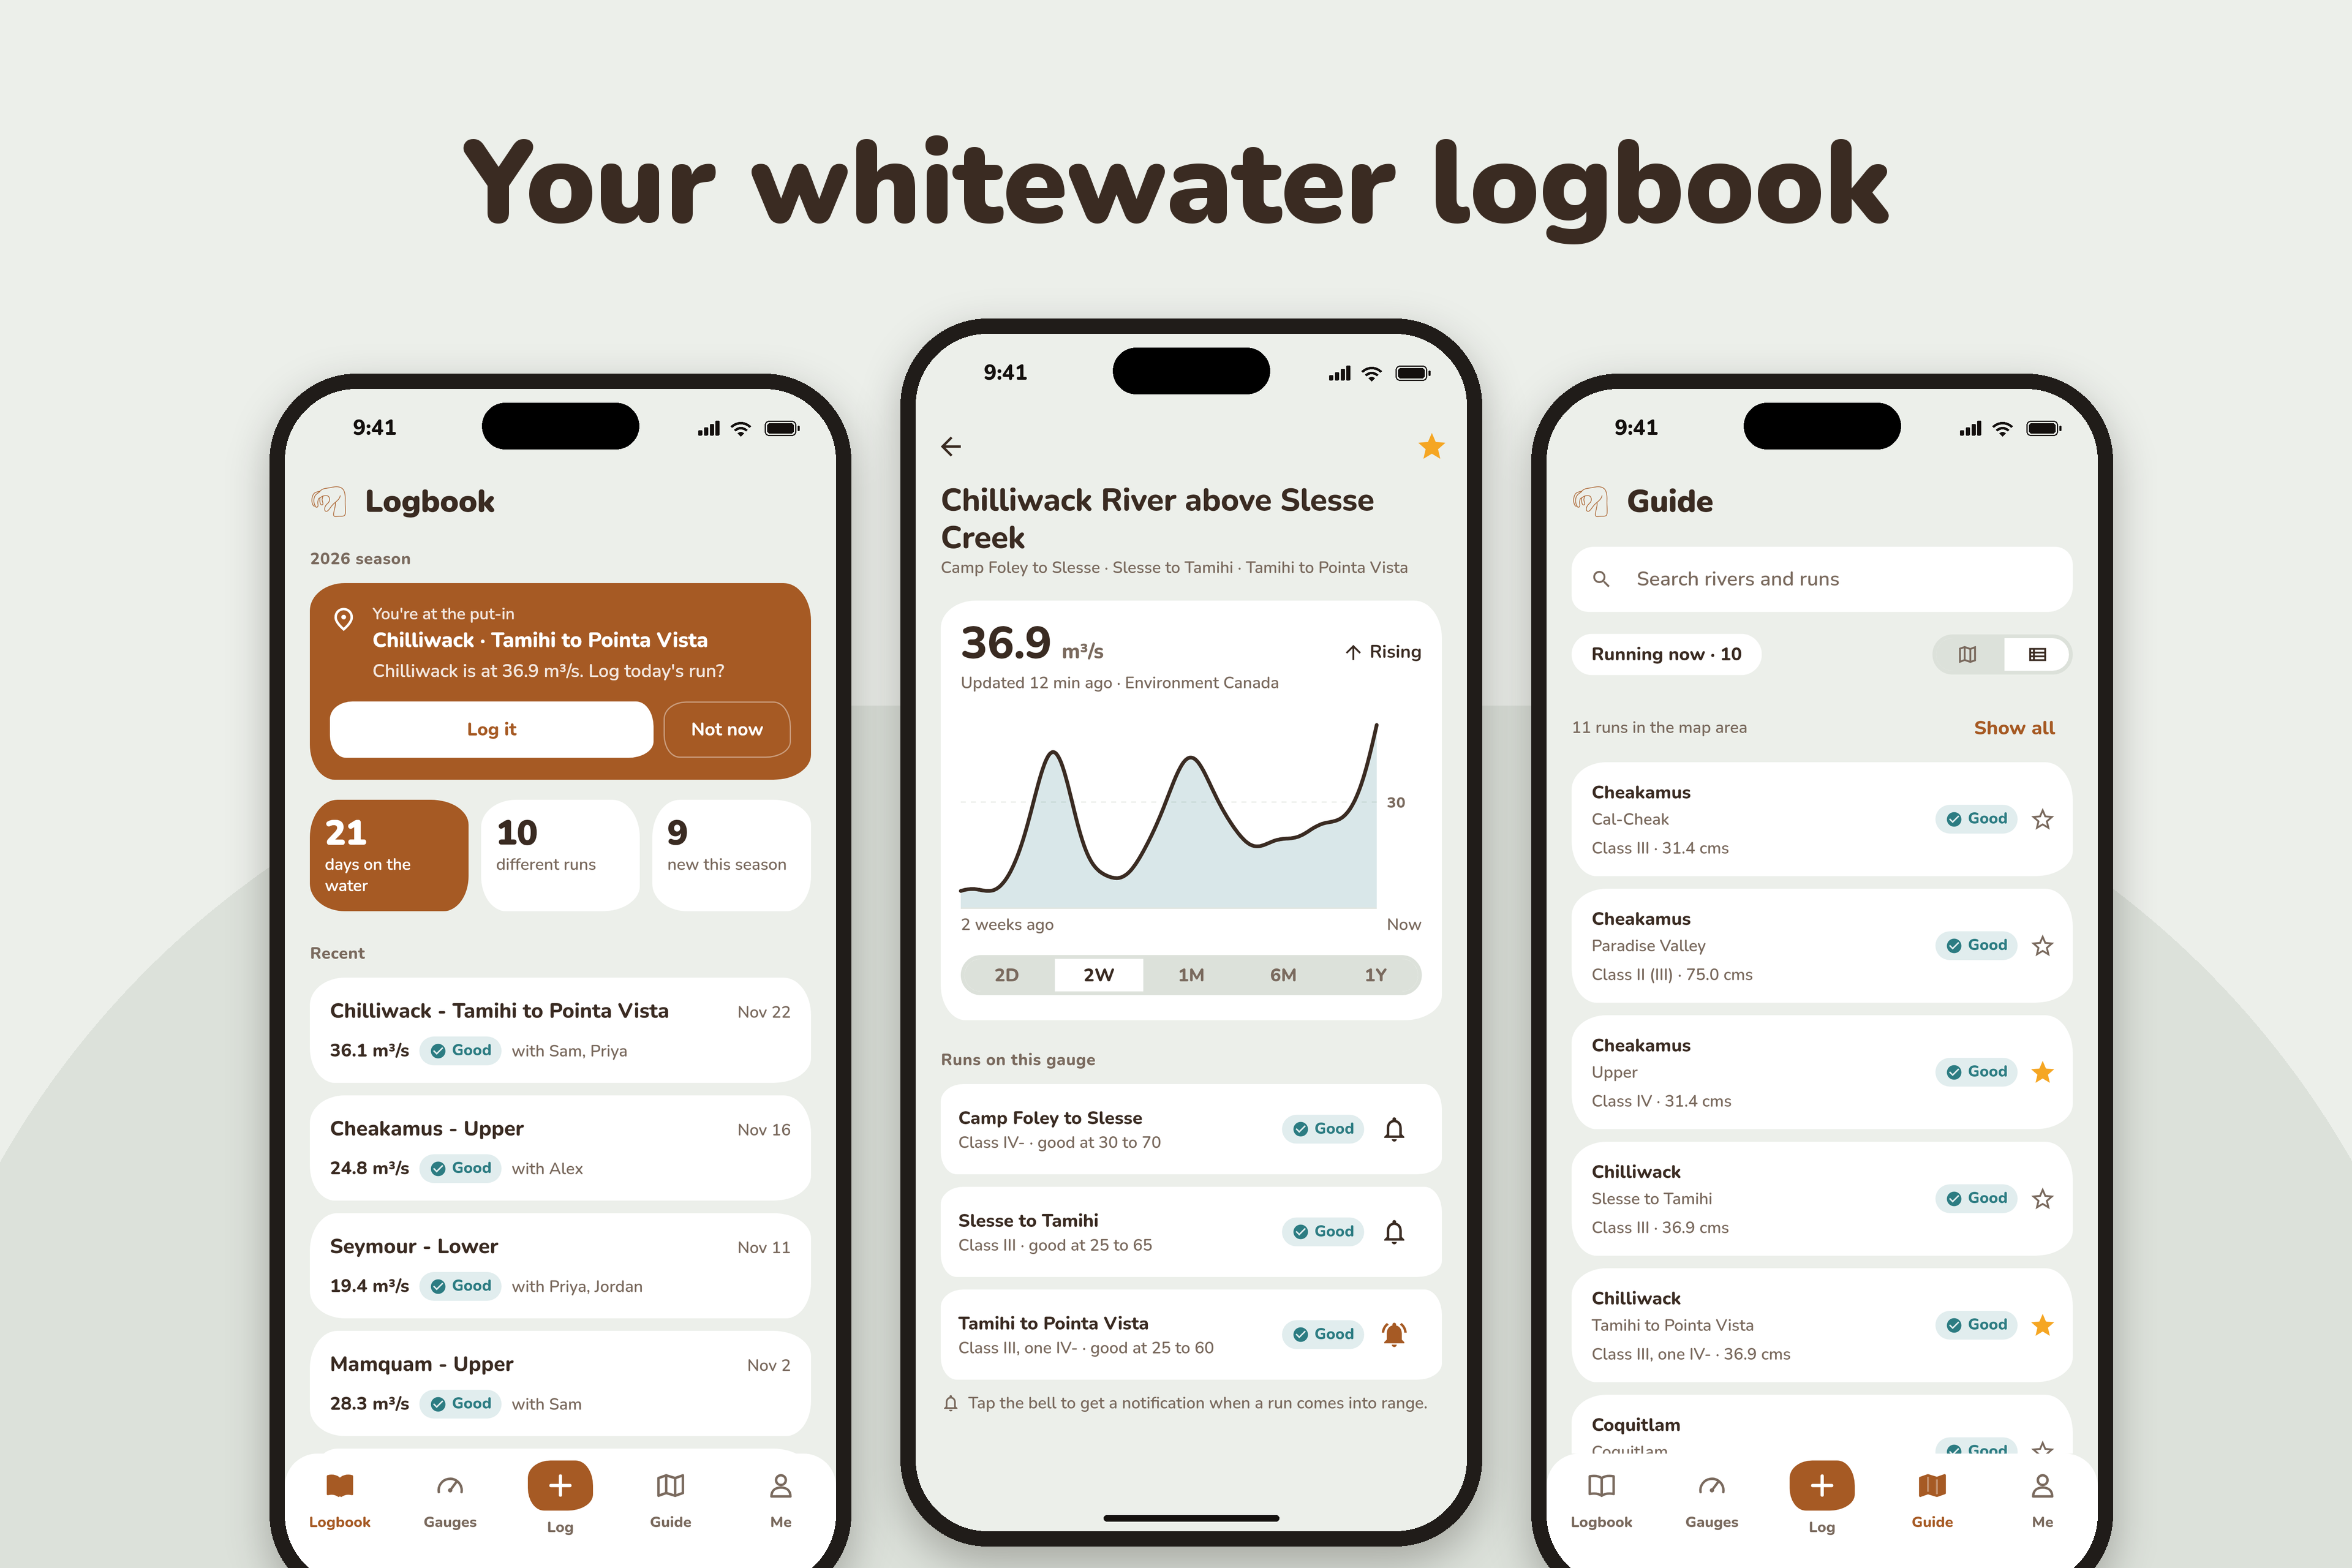 Your whitewater logbook
9:41
Logbook
2026 season
You're at the put-in
Chilliwack · Tamihi to Pointa Vista
Chilliwack is at 36.9 m³/s. Log today's run?
Log it
Not now
21
days on the
water
10
different runs
9
new this season
Recent
Chilliwack - Tamihi to Pointa Vista
Nov 22
36.1 m³/s
Good
with Sam, Priya
Cheakamus - Upper
Nov 16
24.8 m³/s
Good
with Alex
Seymour - Lower
Nov 11
19.4 m³/s
Good
with Priya, Jordan
Mamquam - Upper
Nov 2
28.3 m³/s
Good
with Sam
Logbook
Gauges
Log
Guide
Me
9:41
Chilliwack River above Slesse
Creek
Camp Foley to Slesse · Slesse to Tamihi · Tamihi to Pointa Vista
36.9 m³/s
Rising
Updated 12 min ago · Environment Canada
30
2 weeks ago
Now
2D
2W
1M
6M
1Y
Runs on this gauge
Camp Foley to Slesse
Class IV- · good at 30 to 70
Good
Slesse to Tamihi
Class III · good at 25 to 65
Good
Tamihi to Pointa Vista
Class III, one IV- · good at 25 to 60
Good
Tap the bell to get a notification when a run comes into range.
9:41
Guide
Search rivers and runs
Running now · 10
11 runs in the map area
Show all
Cheakamus
Cal-Cheak
Class III · 31.4 cms
Good
Cheakamus
Paradise Valley
Class II (III) · 75.0 cms
Good
Cheakamus
Upper
Class IV · 31.4 cms
Good
Chilliwack
Slesse to Tamihi
Class III · 36.9 cms
Good
Chilliwack
Tamihi to Pointa Vista
Class III, one IV- · 36.9 cms
Good
Coquitlam
Coquitlam
Good
Logbook
Gauges
Log
Guide
Me